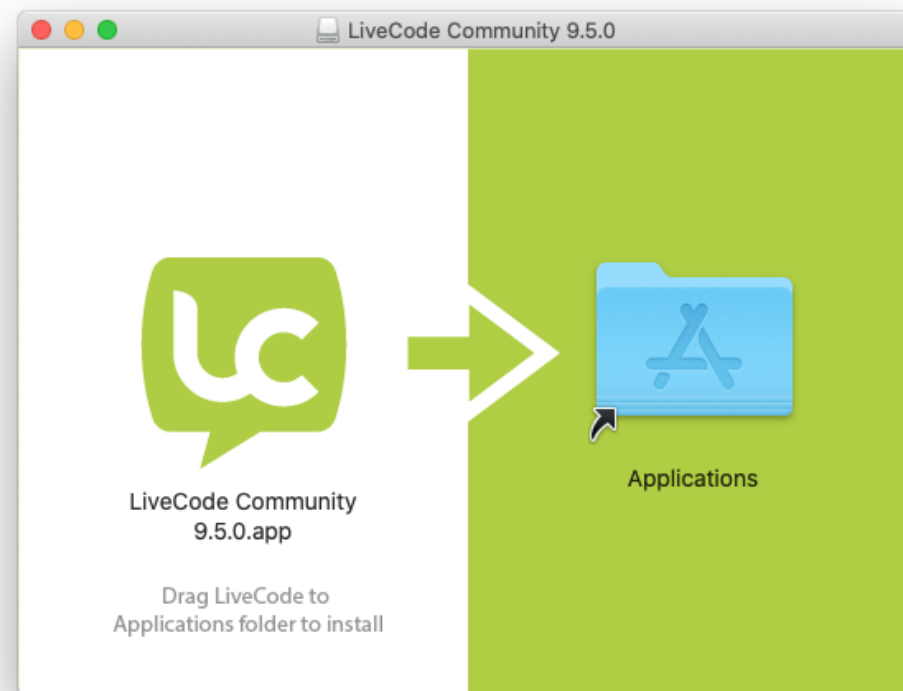 LiveCode Community 9.5.0
LC
LiveCode Community
9.5.0.app
Applications
Drag LiveCode to
Applications folder to install